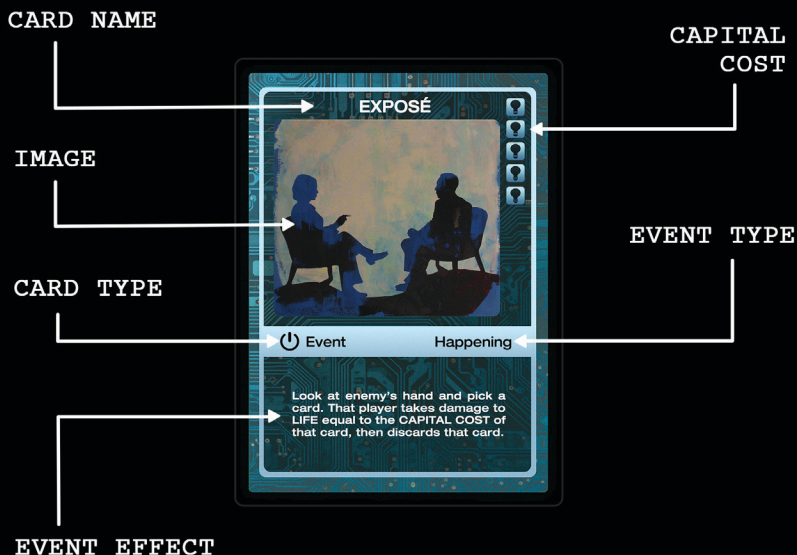 CARD NAME
CAPITAL
COST
EXPOSÉ
IMAGE
EVENT TYPE
CARD TYPE
Event
Happening
Look at enemy's hand and pick a
card. That player takes damage to
LIFE equal to the CAPITAL COST of
that card, then discards that card.
EVENT EFFECT